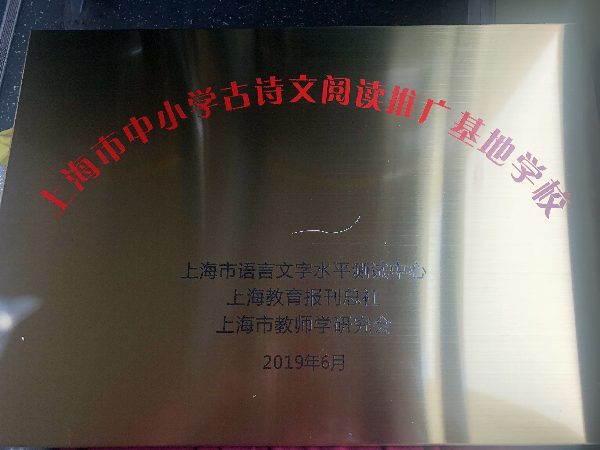 上海市中小学古诗文阅读推广基地学校
上海市语言文字水平测试中心
上海教育报刊总社
上海市教师学研究会
2019年6月